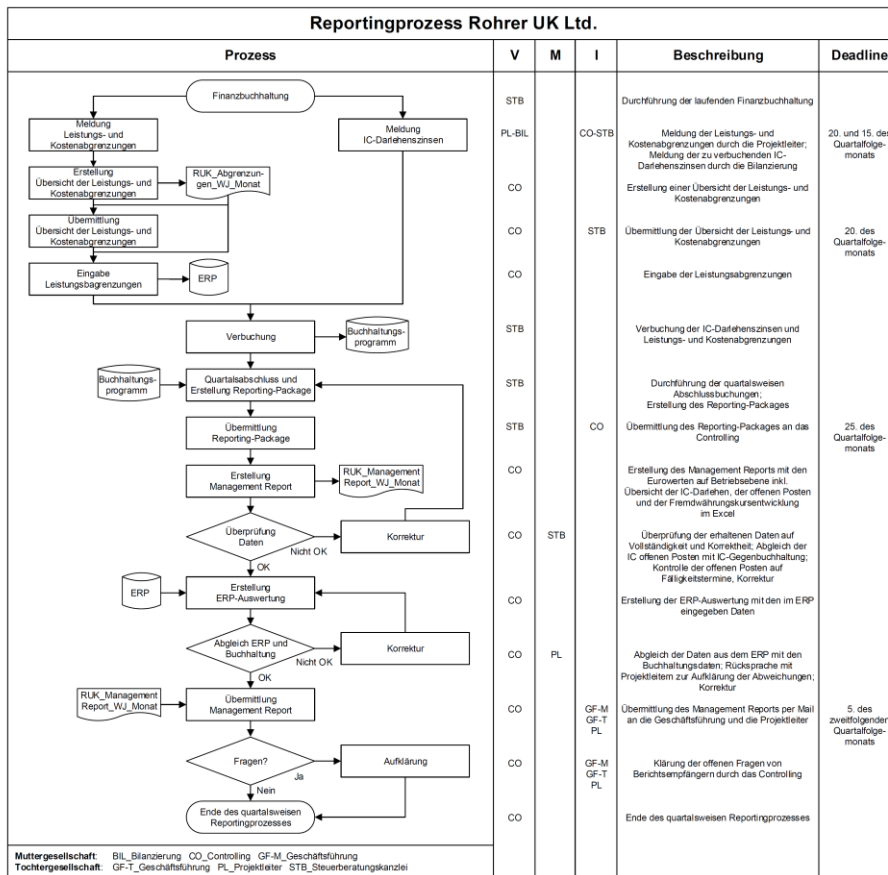 Reportingprozess Rohrer UK Ltd.
Prozess
V
M
I
Beschreibung
Deadline
Finanzbuchhaltung
STB
Durchführung der laufenden Finanzbuchhaltung
Meldung
Leistungs- und
Kostenabgrenzungen
Meldung
IC-Darlehenszinsen
PL-BIL
CO-STB
Meldung der Leistungs- und
Kostenabgrenzungen durch die Projektleiter;
Meldung der zu verbuchenden IC-
Darlehenszinsen durch die Bilanzierung
20. und 15. des
Quartalfolge-
monats
Erstellung
Übersicht der Leistungs- und
Kostenabgrenzungen
RUK_Abgrenzun-
gen_WJ_Monat
CO
Erstellung einer Übersicht der Leistungs- und
Kostenabgrenzungen
Übermittlung
Übersicht der Leistungs- und
Kostenabgrenzungen
CO
STB
Übermittlung der Übersicht der Leistungs- und
Kostenabgrenzungen
20. des
Quartalfolge-
monats
Eingabe
Leistungsbagrenzungen
ERP
CO
Eingabe der Leistungsabgrenzungen
Verbuchung
Buchhaltungs-
programm
STB
Verbuchung der IC-Darlehenszinsen und
Leistungs- und Kostenabgrenzungen
Buchhaltungs-
programm
Quartalsabschluss und
Erstellung Reporting-Package
STB
Durchführung der quartalsweisen
Abschlussbuchungen;
Erstellung des Reporting-Packages
Übermittlung
Reporting-Package
STB
CO
Übermittlung des Reporting-Packages an das
Controlling
25. des
Quartalfolge-
monats
Erstellung
Management Report
RUK_Management
Report_WJ_Monat
CO
Erstellung des Management Reports mit den
Eurowerten auf Betriebsebene inkl.
Übersicht der IC-Darlehen, der offenen Posten
und der Fremdwährungskursentwicklung
im Excel
Überprüfung
Daten
Nicht OK
OK
Korrektur
CO
STB
Überprüfung der erhaltenen Daten auf
Vollständigkeit und Korrektheit; Abgleich der
IC offenen Posten mit IC-Gegenbuchhaltung;
Kontrolle der offenen Posten auf
Fälligkeitstermine, Korrektur
ERP
Erstellung
ERP-Auswertung
CO
Erstellung der ERP-Auswertung mit den im ERP
eingegeben Daten
Abgleich ERP und
Buchhaltung
Nicht OK
OK
Korrektur
CO
PL
Abgleich der Daten aus dem ERP mit den
Buchhaltungsdaten; Rücksprache mit
Projektleitern zur Aufklärung der Abweichungen;
Korrektur
RUK_Management
Report_WJ_Monat
Übermittlung
Management Report
CO
GF-M
GF-T
PL
Übermittlung des Management Reports per Mail
an die Geschäftsführung und die Projektleiter
5. des
zweitfolgenden
Quartalfolge-
monats
Fragen?
Ja
Nein
Aufklärung
CO
GF-M
GF-T
PL
Klärung der offenen Fragen von
Berichtsempfängern durch das Controlling
Ende des quartalsweisen
Reportingprozesses
CO
Ende des quartalsweisen Reportingprozesses
Muttergesellschaft: BIL_Bilanzierung CO_Controlling GF-M_Geschäftsführung
Tochtergesellschaft: GF-T_Geschäftsführung PL_Projektleiter STB_Steuerberatungskanzlei